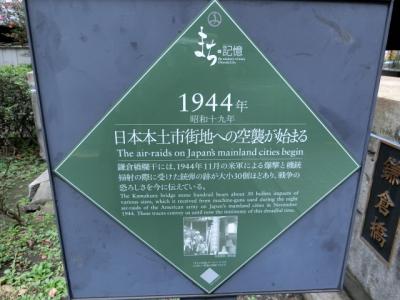 まちの記憶
1944年
昭和十九年
日本本土市街地への空襲が始まる
The air-raids on Japan's mainland cities begin
鎌倉橋欄干には、1944年11月の米軍による爆撃と機銃
掃射の際に受けた銃弾の跡が大小30個ほどあり、戦争の
恐ろしさを今に伝えている。
The Kamakura bridge stone handrail bears about 30 bullets impacts of
various sizes, which it received from machine-guns used during the night
air-raids of the American army on Japan's mainland cities in November
1944. These traces convey us until now the testimony of this dreadful time.
鎌倉橋